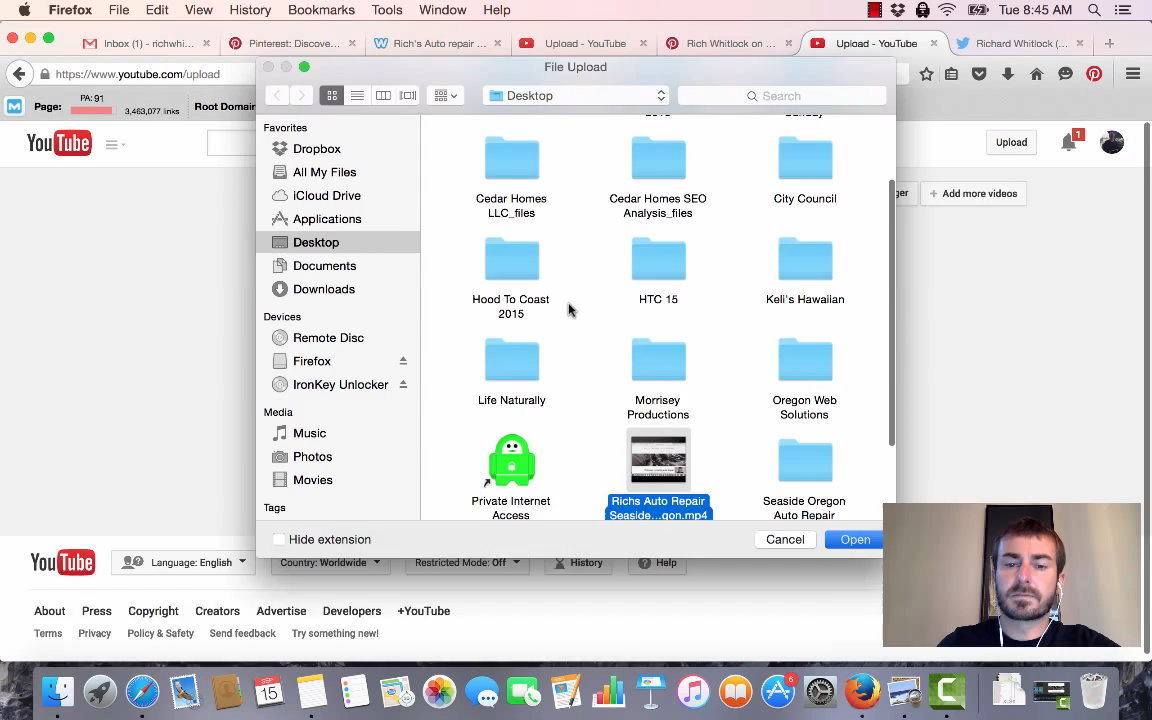 Firefox File Edit View History Bookmarks Tools Window Help Tue 8:45 AM
Inbox (1) - richwhi... Pinterest: Discove... Rich's Auto repair ... Upload - YouTube Rich Whitlock on ... Upload - YouTube Richard Whitlock (...
https://www.youtube.com/upload
File Upload
Page: PA: 91 3,463,077 links Root Domain
Desktop
Search
YouTube
Upload
1
+ Add more videos
Favorites
Dropbox
All My Files
iCloud Drive
Applications
Desktop
Documents
Downloads
Devices
Remote Disc
Firefox
IronKey Unlocker
Media
Music
Photos
Movies
Tags
Cedar Homes
LLC_files
Cedar Homes SEO
Analysis_files
City Council
Hood To Coast
2015
HTC 15
Keli's Hawaiian
Life Naturally
Morrisey
Productions
Oregon Web
Solutions
Private Internet
Access
Richs Auto Repair
Seaside...gon.mp4
Seaside Oregon
Auto Repair
Hide extension
Cancel
Open
YouTube
Language: English
Country: Worldwide
Restricted Mode: Off
History
Help
About Press Copyright Creators Advertise Developers +YouTube
Terms Privacy Policy & Safety Send feedback Try something new!
15
6